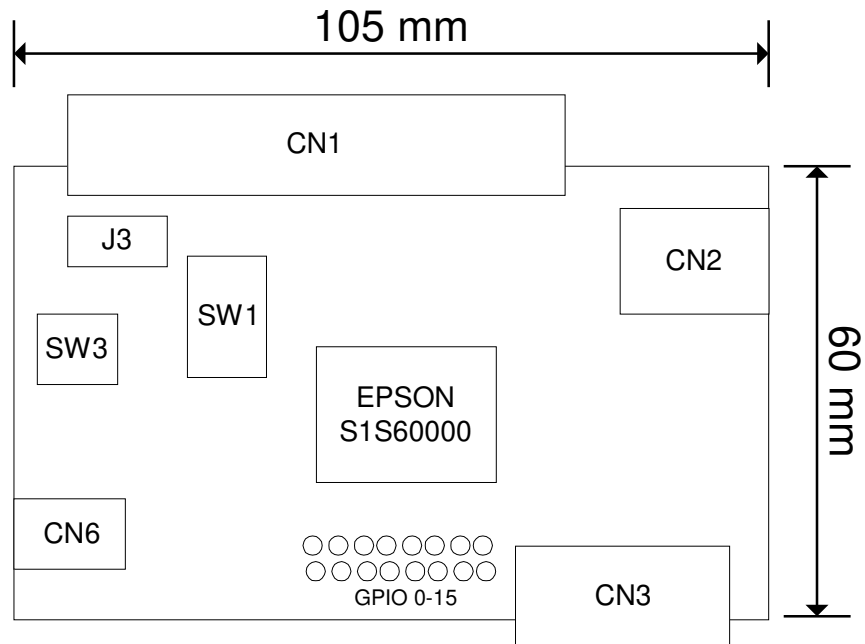 105 mm
CN1
J3
CN2
SW1
SW3
60 mm
EPSON
S1S60000
CN6
GPIO 0-15
CN3